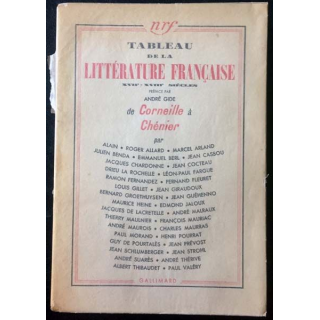 nrf
TABLEAU
DE LA
LITTÉRATURE FRANÇAISE
XVIIe - XVIIIe SIÈCLES
PRÉFACE PAR
ANDRÉ GIDE
de Corneille à
Chénier
par
ALAIN • ROGER ALLARD • MARCEL ARLAND
JULIEN BENDA • EMMANUEL BERL • JEAN CASSOU
JACQUES CHARDONNE • JEAN COCTEAU
DRIEU LA ROCHELLE • LÉON-PAUL FARGUE
RAMON FERNANDEZ • FERNAND FLEURET
LOUIS GILLET • JEAN GIRAUDOUX
BERNARD GROETHUYSEN • JEAN GUÉHENNO
MAURICE HEINE • EDMOND JALOUX
JACQUES DE LACRETELLE • ANDRÉ MALRAUX
THIERRY MAULNIER • FRANÇOIS MAURIAC
ANDRÉ MAUROIS • CHARLES MAURRAS
PAUL MORAND • HENRI POURRAT
GUY DE POURTALÈS • JEAN PRÉVOST
JEAN SCHLUMBERGER • JEAN STROHL
ANDRÉ SUARÈS • ANDRÉ THÉRIVE
ALBERT THIBAUDET • PAUL VALÉRY
GALLIMARD